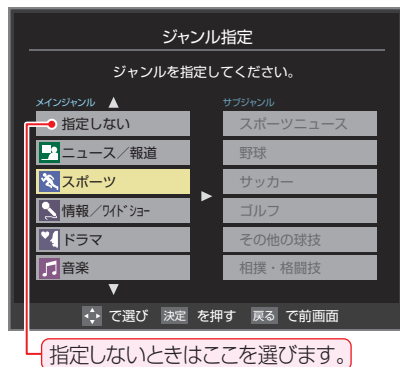 ジャンル指定
ジャンルを指定してください。
メインジャンル
指定しない
ニュース／報道
スポーツ
情報／ワイドショー
ドラマ
音楽
サブジャンル
スポーツニュース
野球
サッカー
ゴルフ
その他の球技
相撲・格闘技
で選び 決定 を押す 戻る で前画面
指定しないときはここを選びます。